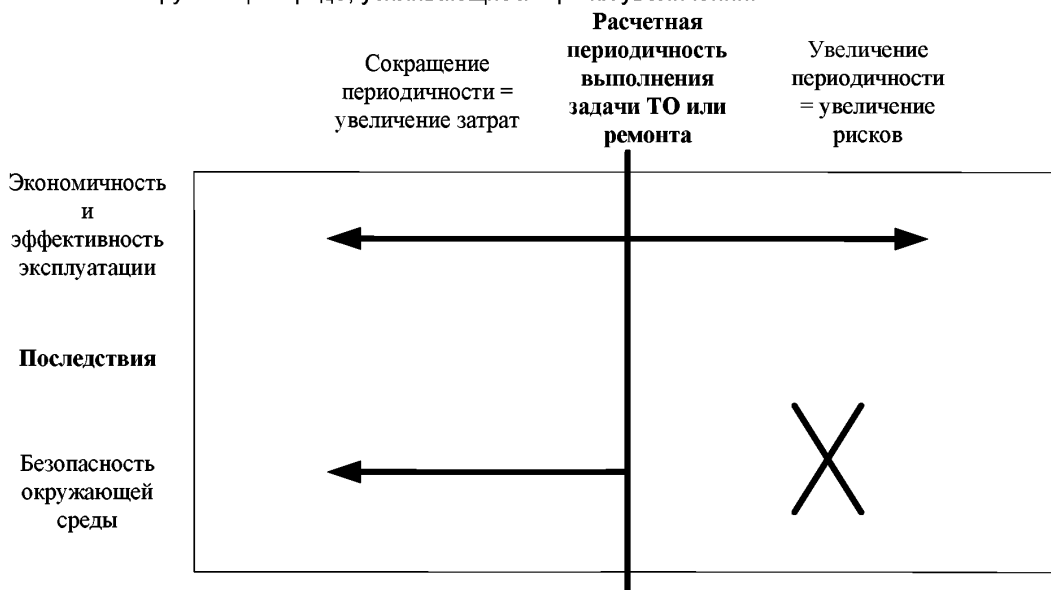 Расчетная
периодичность
выполнения
задачи ТО или
ремонта
Сокращение
периодичности =
увеличение затрат
Увеличение
периодичности
= увеличение
рисков
Экономичность
и
эффективность
эксплуатации
Последствия
Безопасность
окружающей
среды